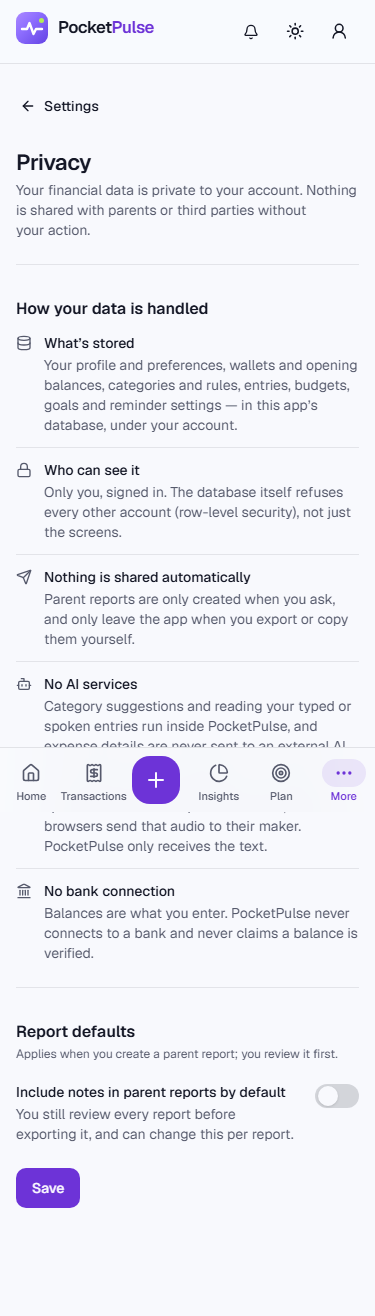 PocketPulse
Settings
Privacy
Your financial data is private to your account. Nothing
is shared with parents or third parties without
your action.
How your data is handled
What's stored
Your profile and preferences, wallets and opening
balances, categories and rules, entries, budgets,
goals and reminder settings — in this app's
database, under your account.
Who can see it
Only you, signed in. The database itself refuses
every other account (row-level security), not just
the screens.
Nothing is shared automatically
Parent reports are only created when you ask,
and only leave the app when you export or copy
them yourself.
No AI services
Category suggestions and reading your typed or
spoken entries run inside PocketPulse, and
expense details are never sent to an external AI.
Home
Transactions
Insights
Plan
More
browsers send that audio to their maker.
PocketPulse only receives the text.
No bank connection
Balances are what you enter. PocketPulse never
connects to a bank and never claims a balance is
verified.
Report defaults
Applies when you create a parent report; you review it first.
Include notes in parent reports by default
You still review every report before
exporting it, and can change this per report.
Save